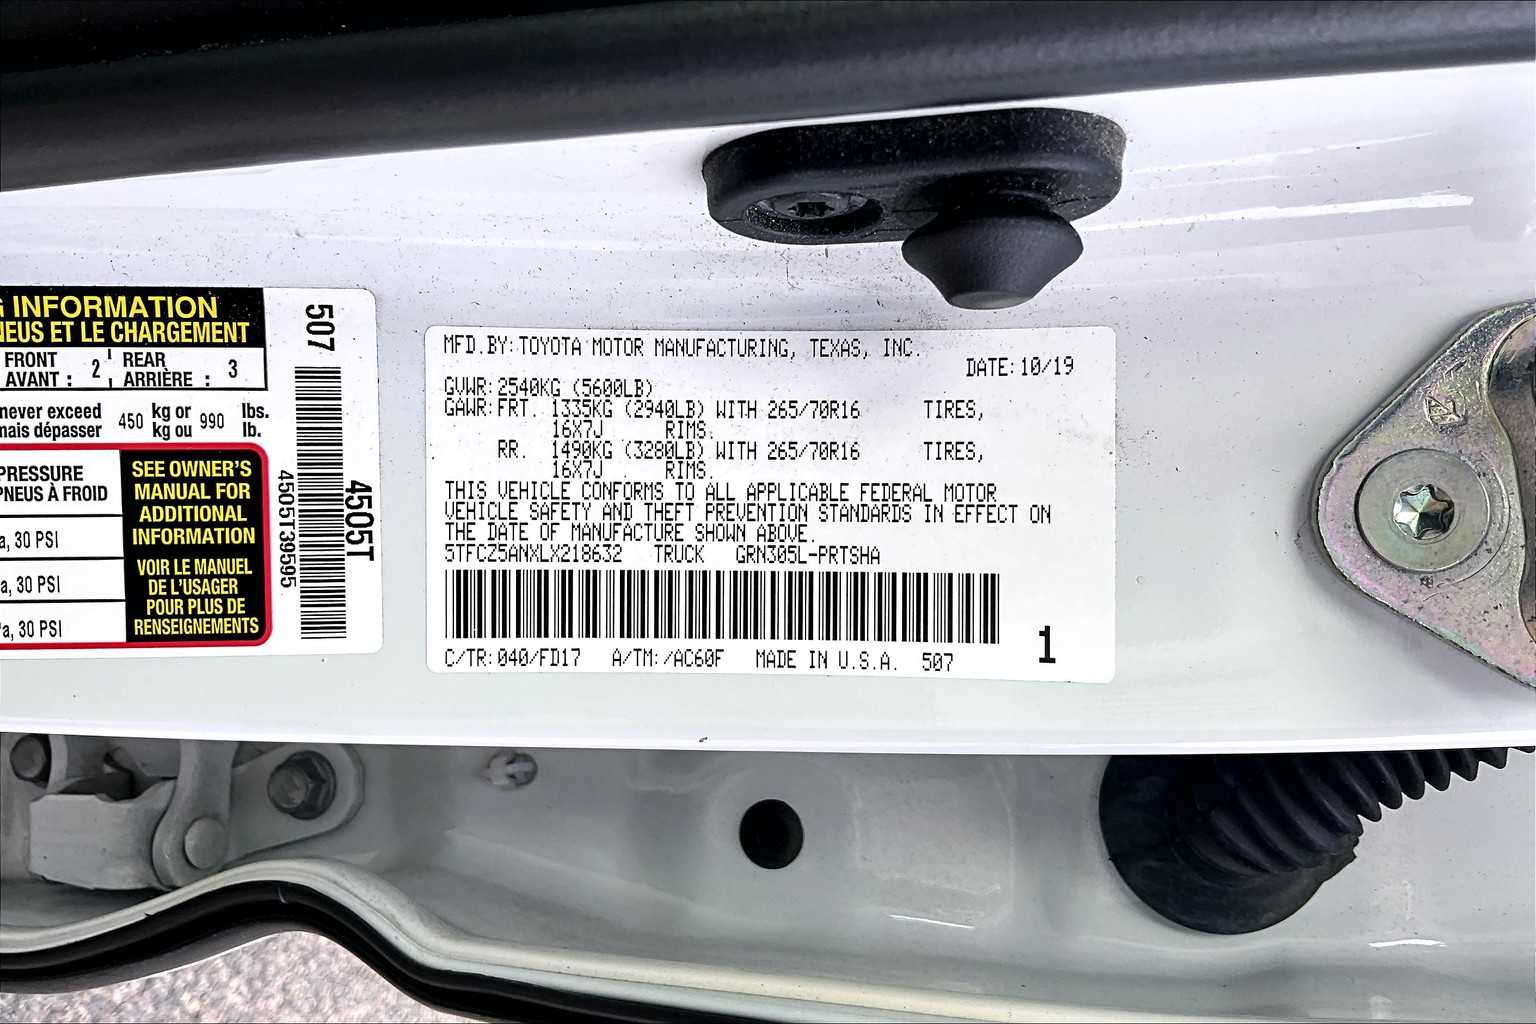 INFORMATION
NEUS ET LE CHARGEMENT
FRONT 2 REAR 3
AVANT : ARRIÈRE :
never exceed 450 kg or 990 lbs.
mais dépasser kg ou lb.
PRESSURE
PNEUS À FROID
a, 30 PSI
a, 30 PSI
a, 30 PSI
SEE OWNER'S
MANUAL FOR
ADDITIONAL
INFORMATION
VOIR LE MANUEL
DE L'USAGER
POUR PLUS DE
RENSEIGNEMENTS
507
4505T
4505T39595
MFD.BY:TOYOTA MOTOR MANUFACTURING, TEXAS, INC.
DATE:10/19
GVWR:2540KG (5600LB)
GAWR:FRT. 1335KG (2940LB) WITH 265/70R16 TIRES,
16X7J RIMS.
RR. 1490KG (3280LB) WITH 265/70R16 TIRES,
16X7J RIMS.
THIS VEHICLE CONFORMS TO ALL APPLICABLE FEDERAL MOTOR
VEHICLE SAFETY AND THEFT PREVENTION STANDARDS IN EFFECT ON
THE DATE OF MANUFACTURE SHOWN ABOVE.
5TFCZ5ANXLX218632 TRUCK GRN305L-PRTSHA
C/TR:040/FD17 A/TM:/AC60F MADE IN U.S.A. 507
1